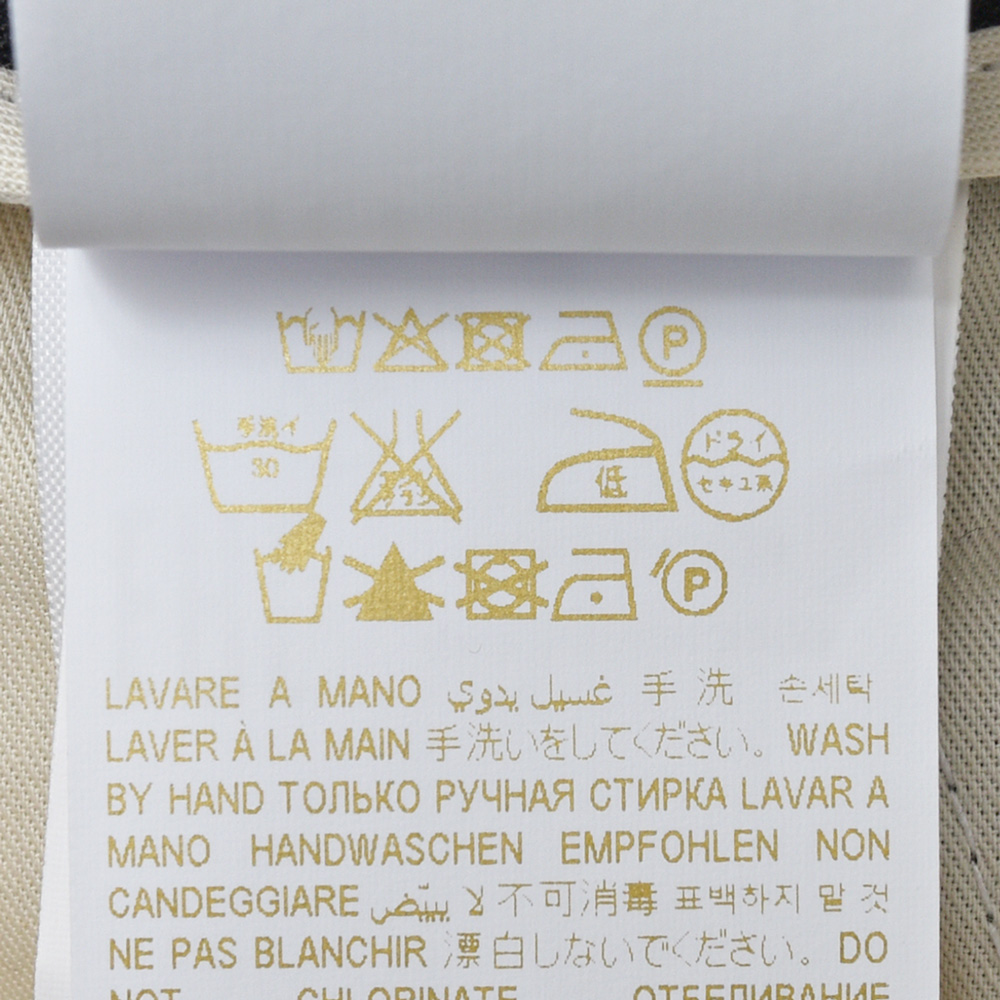 P
手洗イ
30
低
ドライ
セキユ系
P
LAVARE A MANO غسيل يدوي 手 洗 손세탁
LAVER À LA MAIN 手洗いをしてください。 WASH
BY HAND ТОЛЬКО РУЧНАЯ СТИРКА LAVAR A
MANO HANDWASCHEN EMPFOHLEN NON
CANDEGGIARE لا يبيّض 不可消毒 표백하지 말 것
NE PAS BLANCHIR 漂白しないでください。 DO
NOT CHLORINATE ОТБЕЛИВАНИЕ